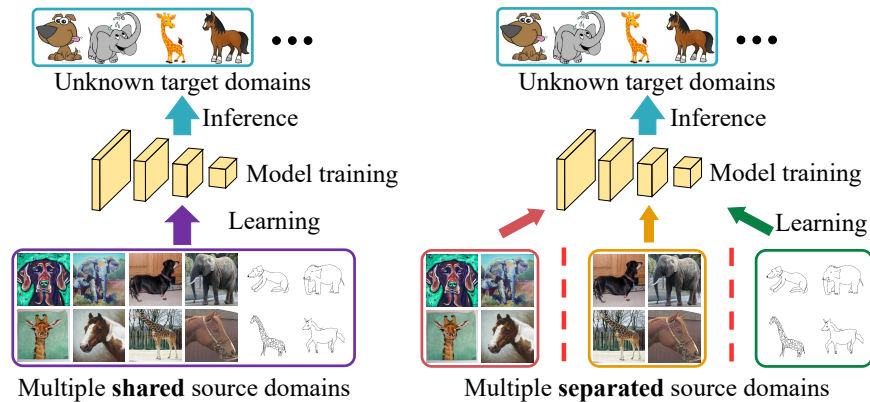 Unknown target domains
Inference
Model training
Learning
Multiple shared source domains
Unknown target domains
Inference
Model training
Learning
Multiple separated source domains